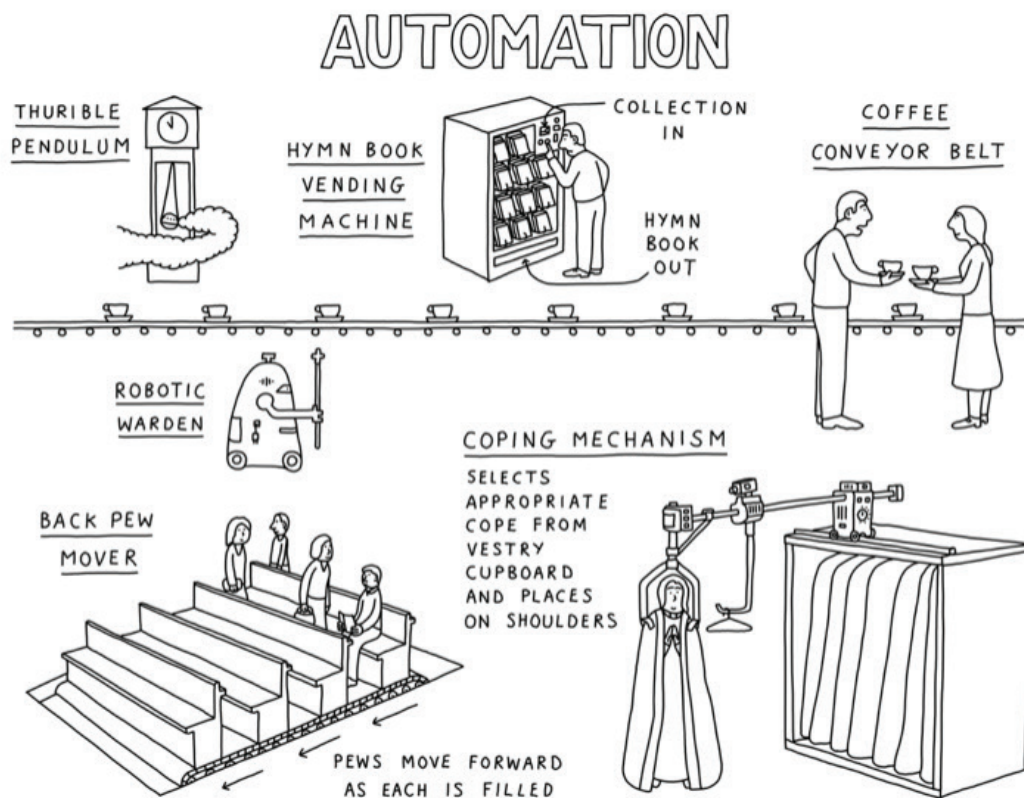 AUTOMATION
THURIBLE
PENDULUM
HYMN BOOK
VENDING
MACHINE
COLLECTION
IN
HYMN
BOOK
OUT
COFFEE
CONVEYOR BELT
ROBOTIC
WARDEN
COPING MECHANISM
SELECTS
APPROPRIATE
COPE FROM
VESTRY
CUPBOARD
AND PLACES
ON SHOULDERS
BACK PEW
MOVER
PEWS MOVE FORWARD
AS EACH IS FILLED